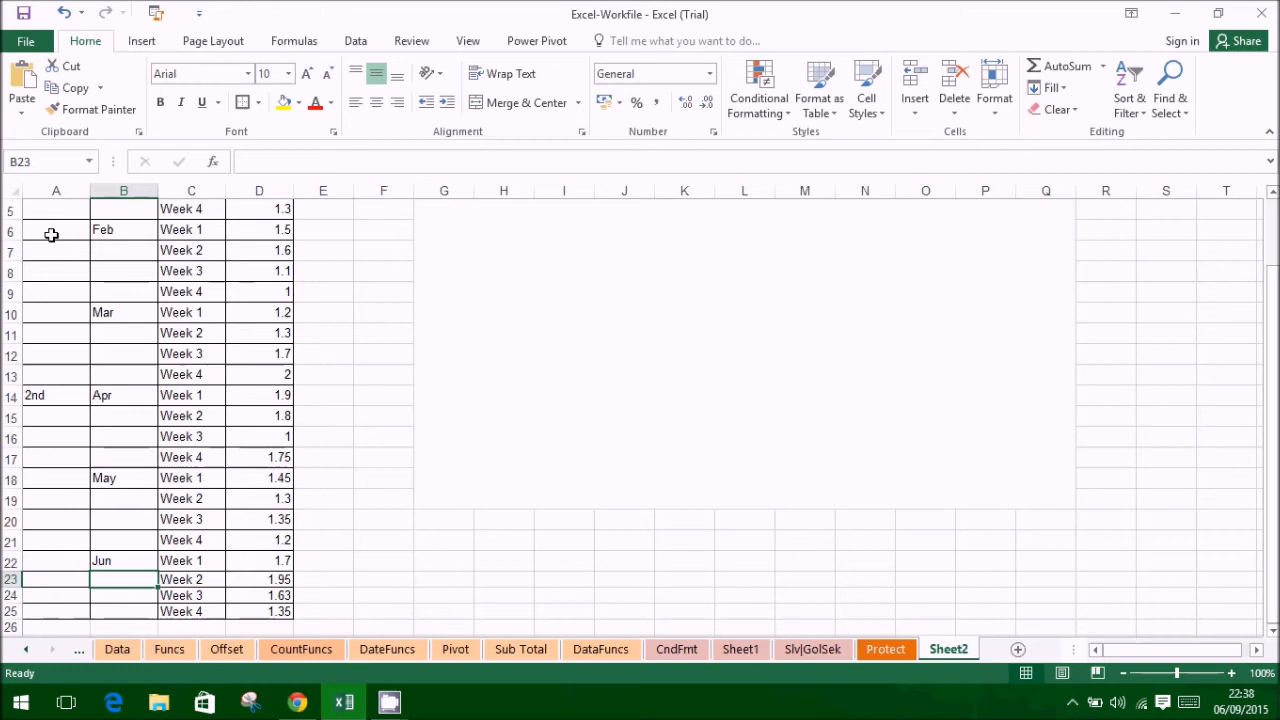 Excel-Workfile - Excel (Trial)
File Home Insert Page Layout Formulas Data Review View Power Pivot Tell me what you want to do... Sign in Share
Paste Cut Copy Format Painter
Arial 10
B I U
Wrap Text
Merge & Center
General
% ,
Conditional Formatting
Format as Table
Cell Styles
Insert Delete Format
AutoSum Fill Clear
Sort & Filter
Find & Select
Clipboard Font Alignment Number Styles Cells Editing
B23 fx
A B C D E F G H I J K L M N O P Q R S T
5 Week 4 1.3
6 Feb Week 1 1.5
7 Week 2 1.6
8 Week 3 1.1
9 Week 4 1
10 Mar Week 1 1.2
11 Week 2 1.3
12 Week 3 1.7
13 Week 4 2
14 2nd Apr Week 1 1.9
15 Week 2 1.8
16 Week 3 1
17 Week 4 1.75
18 May Week 1 1.45
19 Week 2 1.3
20 Week 3 1.35
21 Week 4 1.2
22 Jun Week 1 1.7
23 Week 2 1.95
24 Week 3 1.63
25 Week 4 1.35
26
... Data Funcs Offset CountFuncs DateFuncs Pivot Sub Total DataFuncs CndFmt Sheet1 Slv|GolSek Protect Sheet2
Ready 100%
22:38
06/09/2015